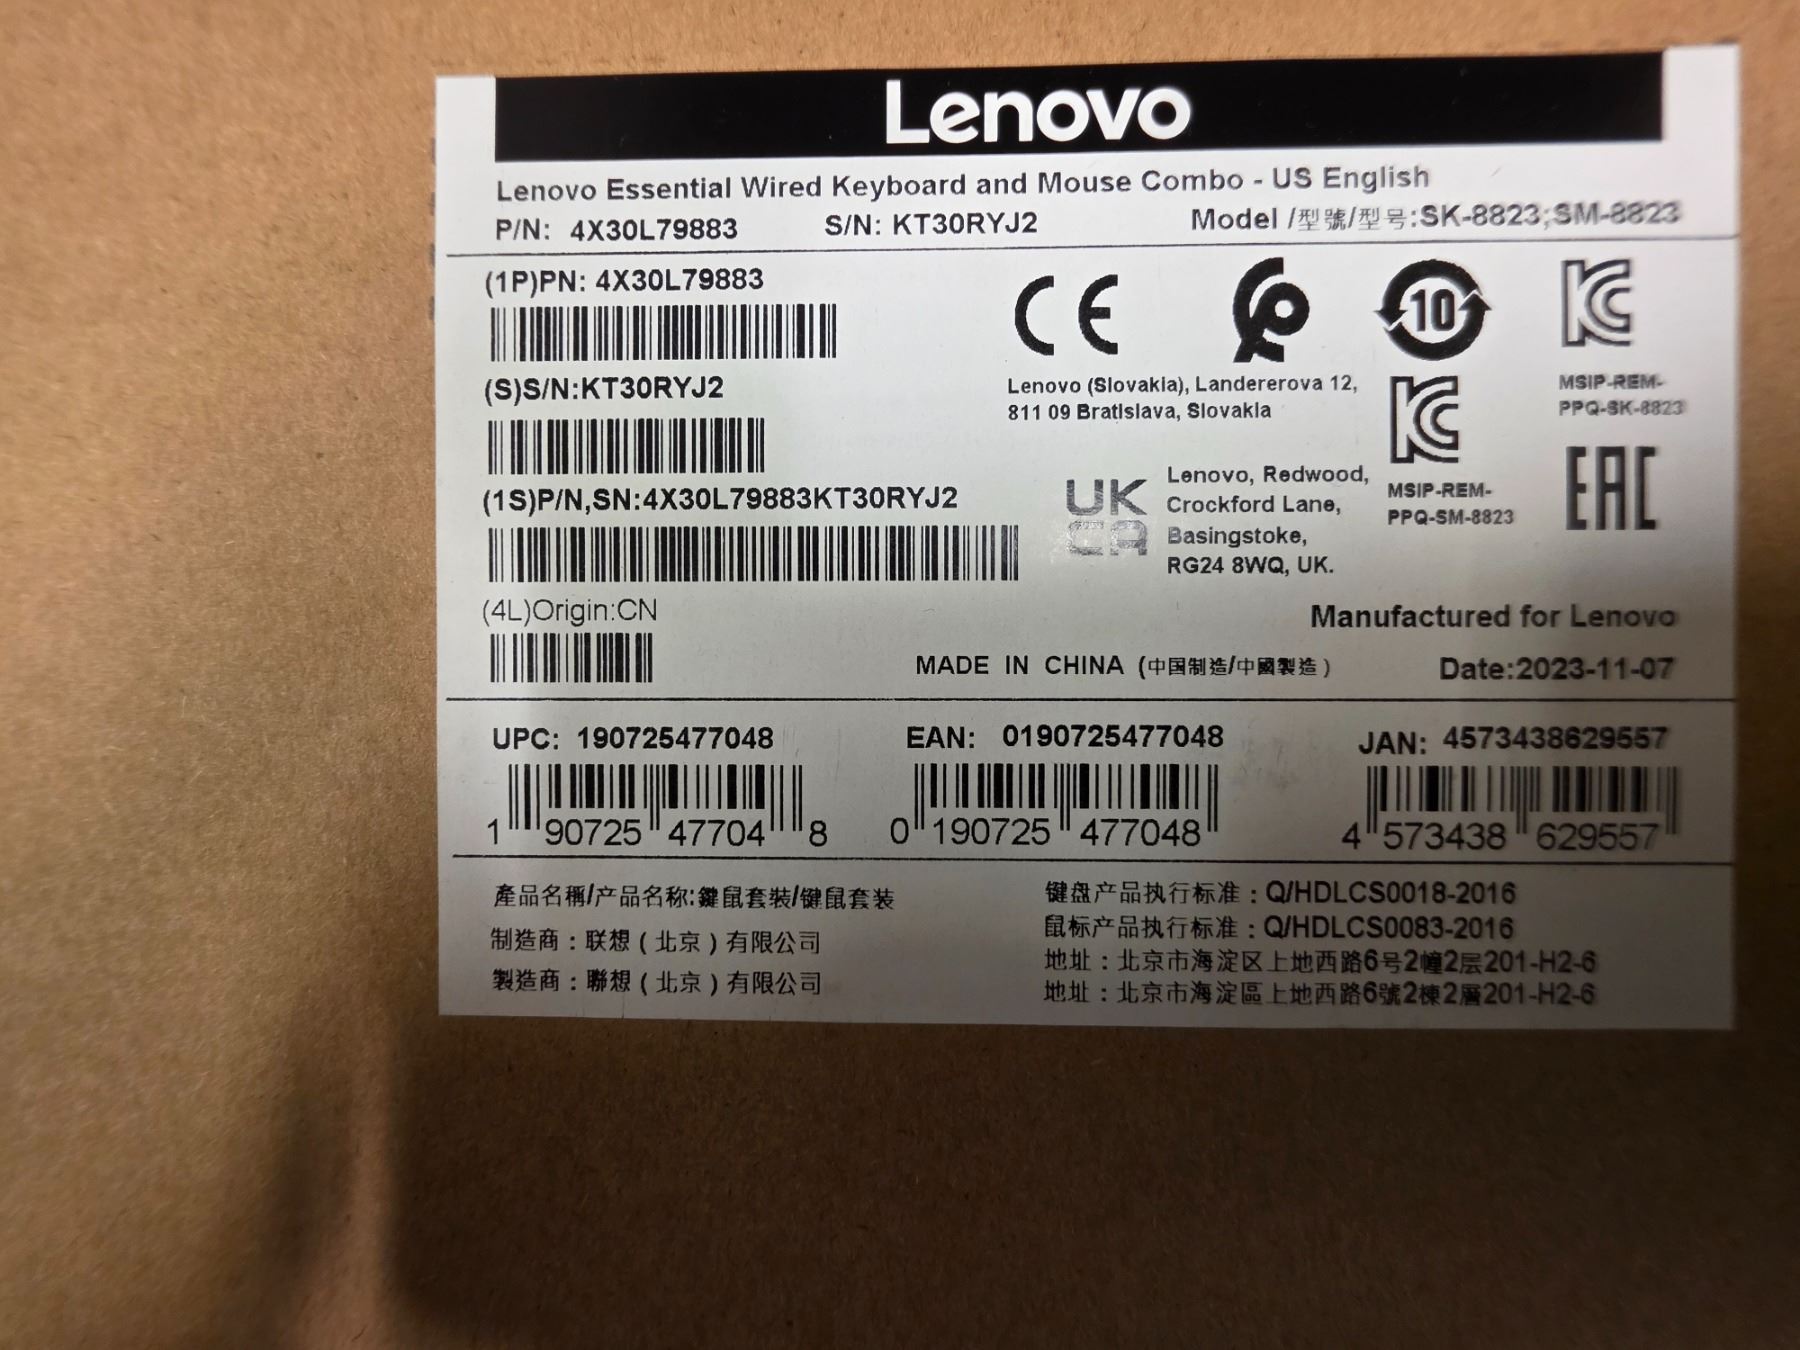 Lenovo
Lenovo Essential Wired Keyboard and Mouse Combo - US English
P/N: 4X30L79883 S/N: KT30RYJ2 Model /型號/型号:SK-8823;SM-8823
(1P)PN: 4X30L79883
(S)S/N:KT30RYJ2
(1S)P/N,SN:4X30L79883KT30RYJ2
(4L)Origin:CN
CE
10
KC
Lenovo (Slovakia), Landererova 12,
811 09 Bratislava, Slovakia
KC
MSIP-REM-
PPQ-SK-8823
UK
CA
Lenovo, Redwood,
Crockford Lane,
Basingstoke,
RG24 8WQ, UK.
MSIP-REM-
PPQ-SM-8823
EAC
Manufactured for Lenovo
MADE IN CHINA (中国制造/中國製造)
Date:2023-11-07
UPC: 190725477048
1 90725 47704 8
EAN: 0190725477048
0 190725 477048
JAN: 4573438629557
4 573438 629557
產品名稱/产品名称:鍵鼠套裝/键鼠套装
制造商：联想（北京）有限公司
製造商：聯想（北京）有限公司
键盘产品执行标准：Q/HDLCS0018-2016
鼠标产品执行标准：Q/HDLCS0083-2016
地址：北京市海淀区上地西路6号2幢2层201-H2-6
地址：北京市海淀區上地西路6號2棟2層201-H2-6